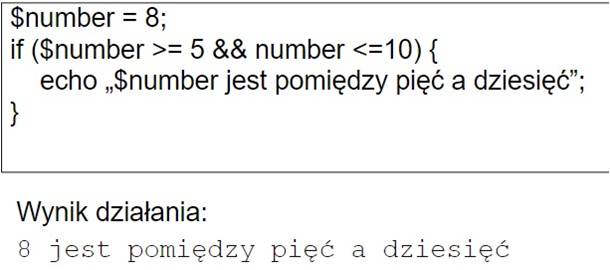 $number = 8;
if ($number >= 5 && number <=10) {
echo „$number jest pomiędzy pięć a dziesięć”;
}
Wynik działania:
8 jest pomiędzy pięć a dziesięć